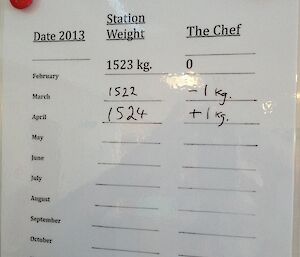 Date 2013 Station Weight The Chef
1523 kg. 0
February
March 1522 - 1 kg.
April 1524 + 1 kg.
May
June
July
August
September
October